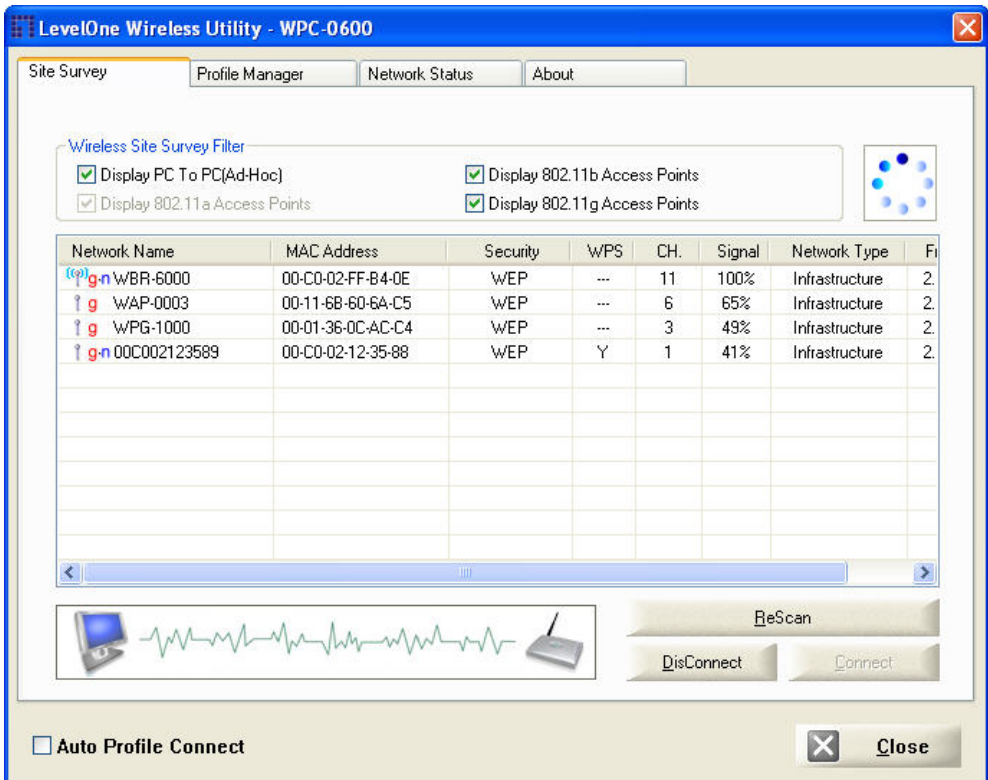 LevelOne Wireless Utility - WPC-0600
Site Survey Profile Manager Network Status About
Wireless Site Survey Filter
Display PC To PC(Ad-Hoc) Display 802.11b Access Points
Display 802.11a Access Points Display 802.11g Access Points
Network Name MAC Address Security WPS CH. Signal Network Type
g-n WBR-6000 00-C0-02-FF-B4-0E WEP --- 11 100% Infrastructure 2.
g WAP-0003 00-11-6B-60-6A-C5 WEP --- 6 65% Infrastructure 2.
g WPG-1000 00-01-36-0C-AC-C4 WEP --- 3 49% Infrastructure 2.
g-n 00C002123589 00-C0-02-12-35-88 WEP Y 1 41% Infrastructure 2.
ReScan
DisConnect Connect
Auto Profile Connect Close